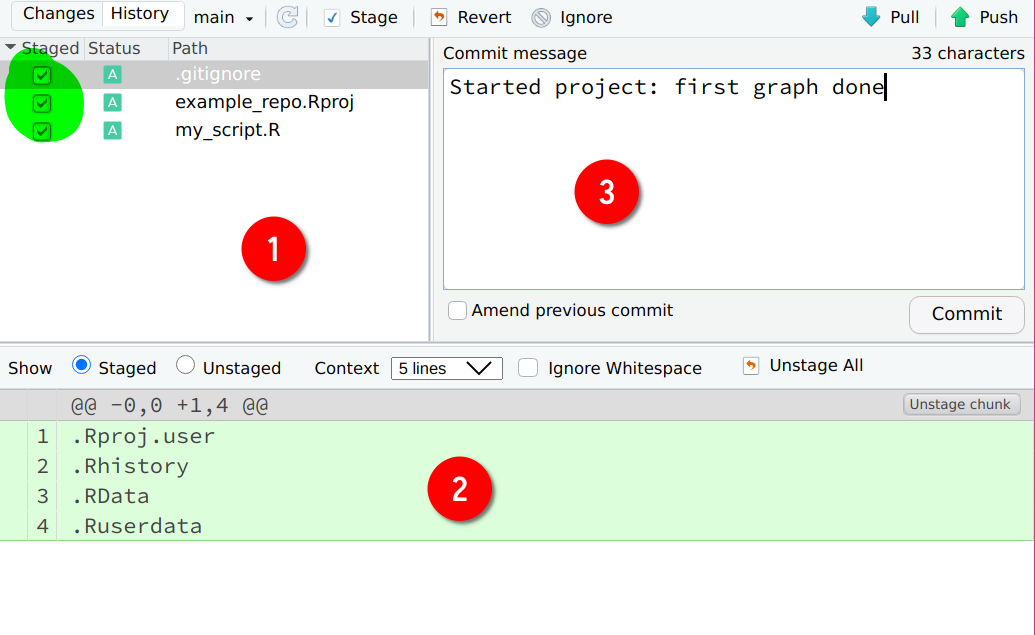 Changes History main Stage Revert Ignore Pull Push
Staged Status Path
A .gitignore
A example_repo.Rproj
A my_script.R
1
Commit message 33 characters
Started project: first graph done
3
Amend previous commit Commit
Show Staged Unstaged Context 5 lines Ignore Whitespace Unstage All
@@ -0,0 +1,4 @@ Unstage chunk
1 .Rproj.user
2 .Rhistory
3 .RData
4 .Ruserdata
2